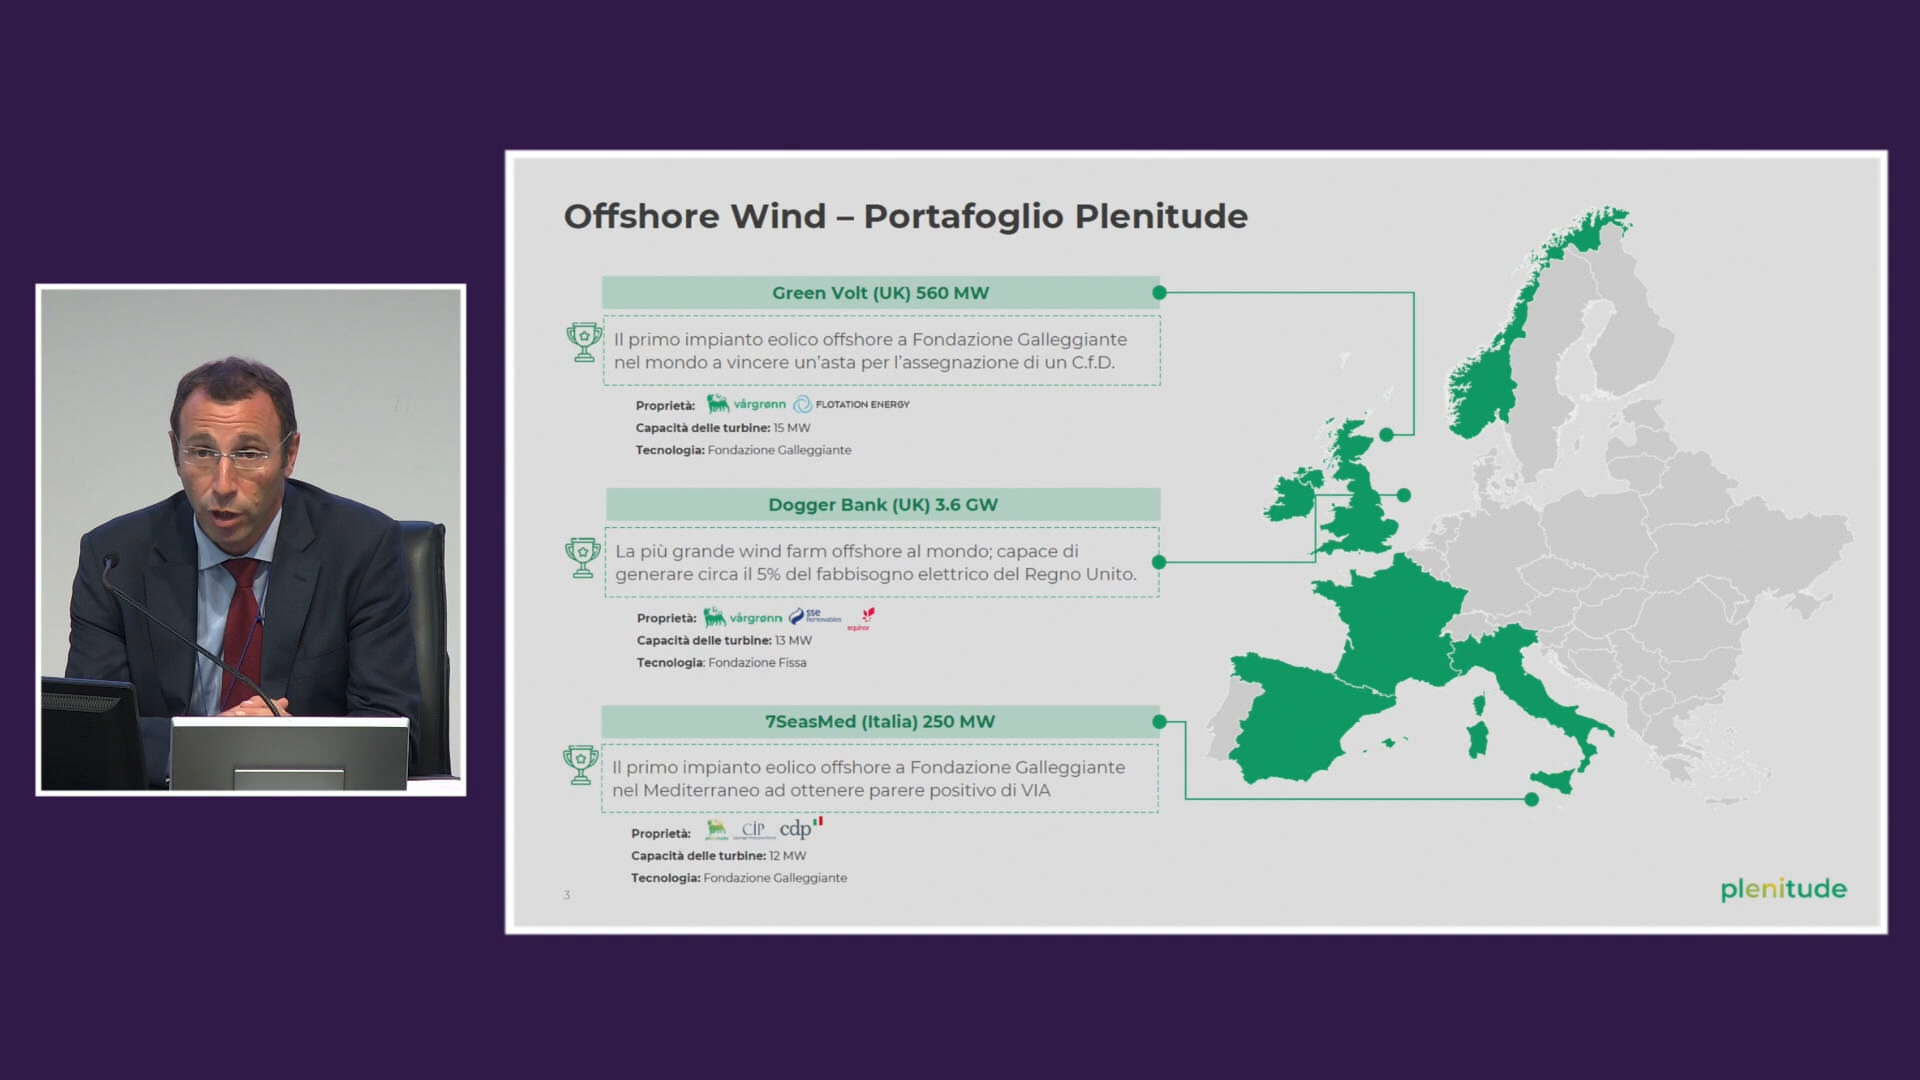 Offshore Wind – Portafoglio Plenitude
Green Volt (UK) 560 MW
Il primo impianto eolico offshore a Fondazione Galleggiante
nel mondo a vincere un’asta per l’assegnazione di un C.f.D.
Proprietà: vårgrønn FLOTATION ENERGY
Capacità delle turbine: 15 MW
Tecnologia: Fondazione Galleggiante
Dogger Bank (UK) 3.6 GW
La più grande wind farm offshore al mondo; capace di
generare circa il 5% del fabbisogno elettrico del Regno Unito.
Proprietà: vårgrønn sse Renewables equinor
Capacità delle turbine: 13 MW
Tecnologia: Fondazione Fissa
7SeasMed (Italia) 250 MW
Il primo impianto eolico offshore a Fondazione Galleggiante
nel Mediterraneo ad ottenere parere positivo di VIA
Proprietà: CIP cdp
Capacità delle turbine: 12 MW
Tecnologia: Fondazione Galleggiante
3
plenitude